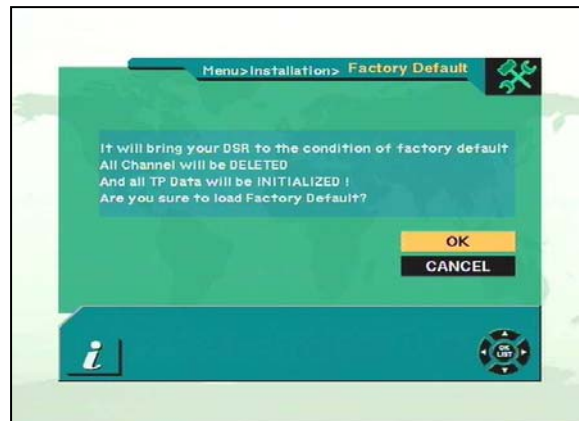 Menu>Installation> Factory Default
It will bring your DSR to the condition of factory default
All Channel will be DELETED
And all TP Data will be INITIALIZED !
Are you sure to load Factory Default?
OK
CANCEL
i
OK
LIST